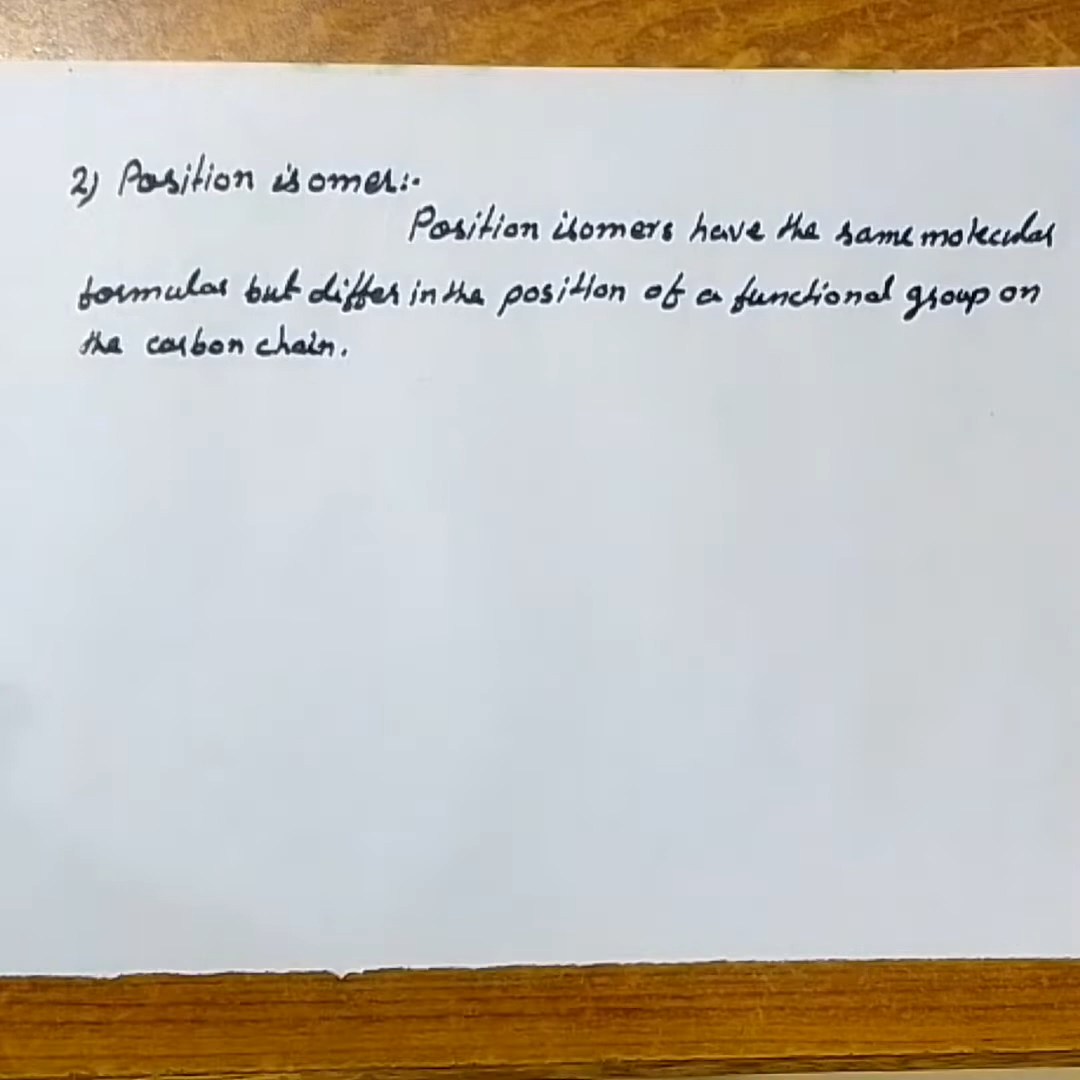 2) Position isomer:-
Position isomers have the same molecular
formular but differ in the position of a functional group on
the carbon chain.